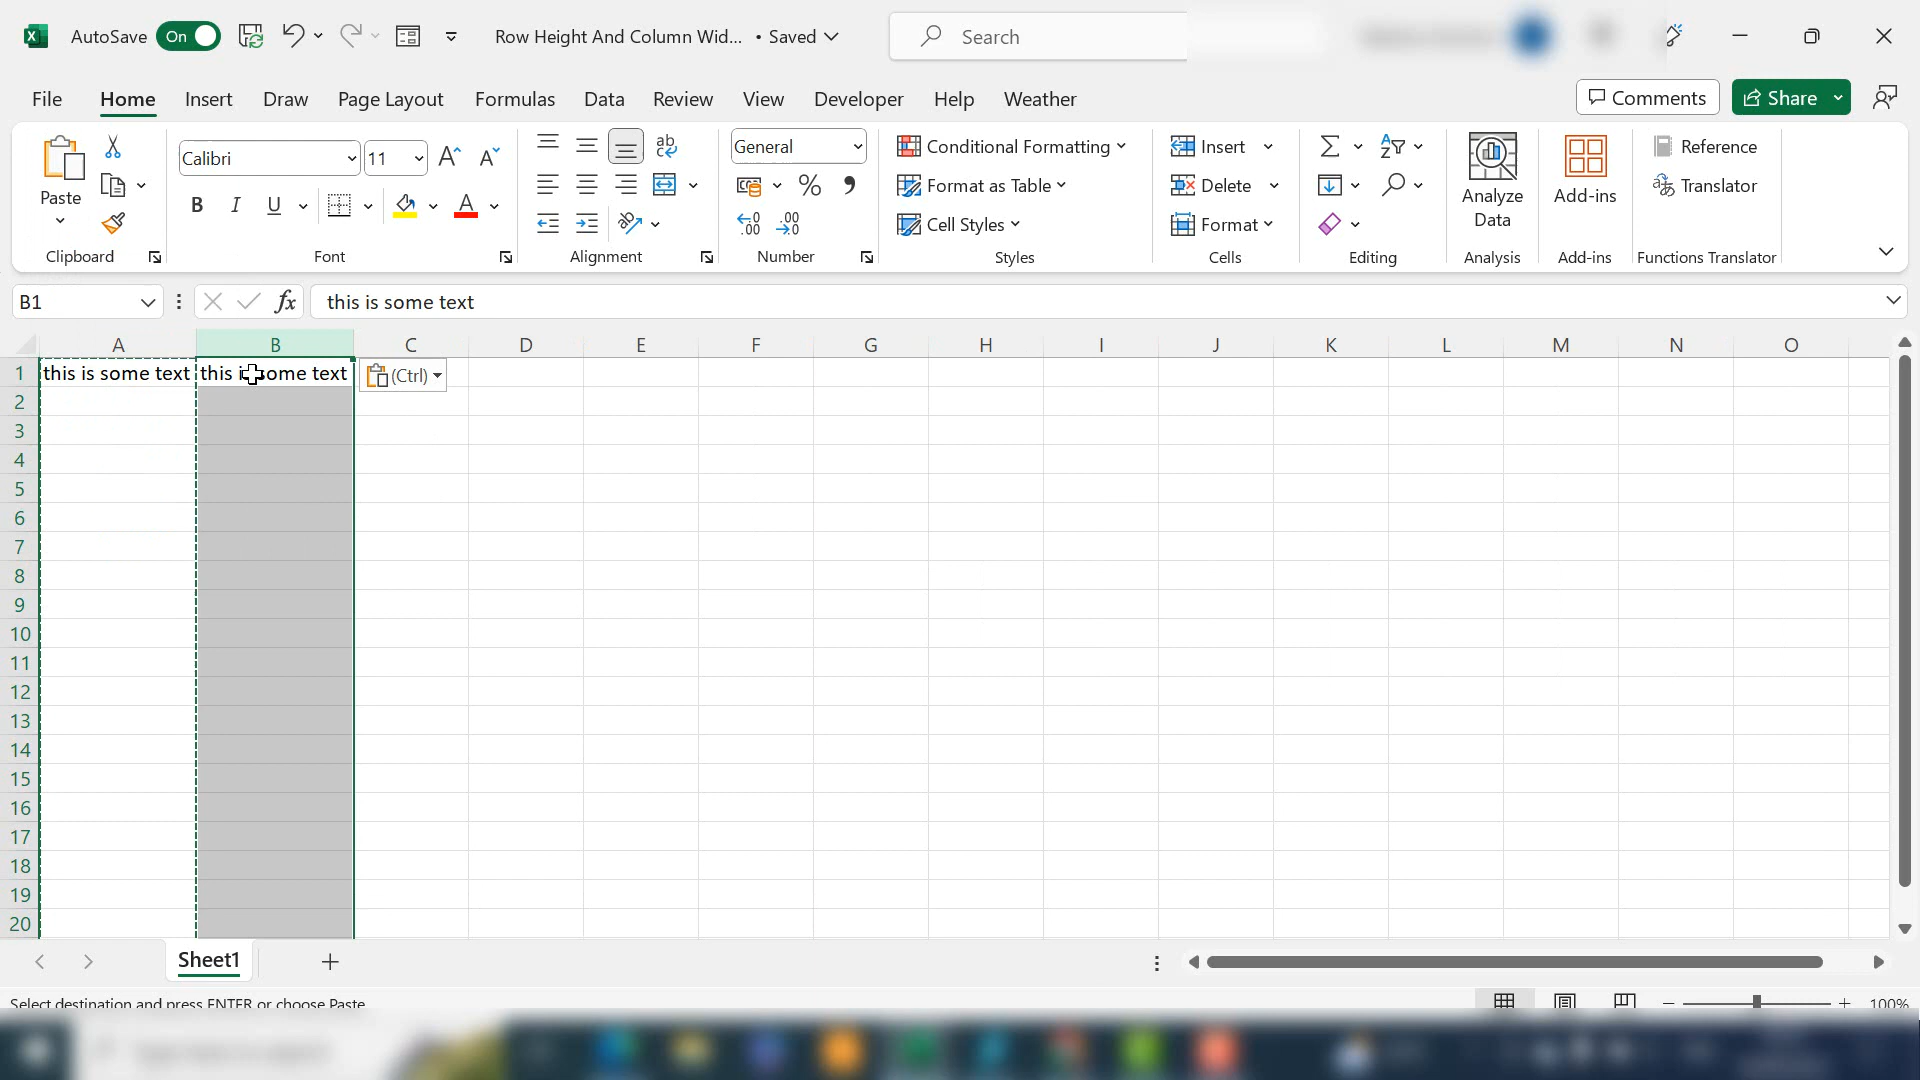 AutoSave On Row Height And Column Wid... • Saved Search
File Home Insert Draw Page Layout Formulas Data Review View Developer Help Weather Comments Share
Paste
Clipboard
Calibri 11
B I U A
Font
ab
Alignment
General
% 9
Number
Conditional Formatting
Format as Table
Cell Styles
Styles
Insert
Delete
Format
Cells
Editing
Analyze
Data
Analysis
Add-ins
Add-ins
Reference
Translator
Functions Translator
B1 fx this is some text
A B C D E F G H I J K L M N O
1 this is some text this is some text (Ctrl)
2
3
4
5
6
7
8
9
10
11
12
13
14
15
16
17
18
19
20
Sheet1
Select destination and press ENTER or choose Paste 100%